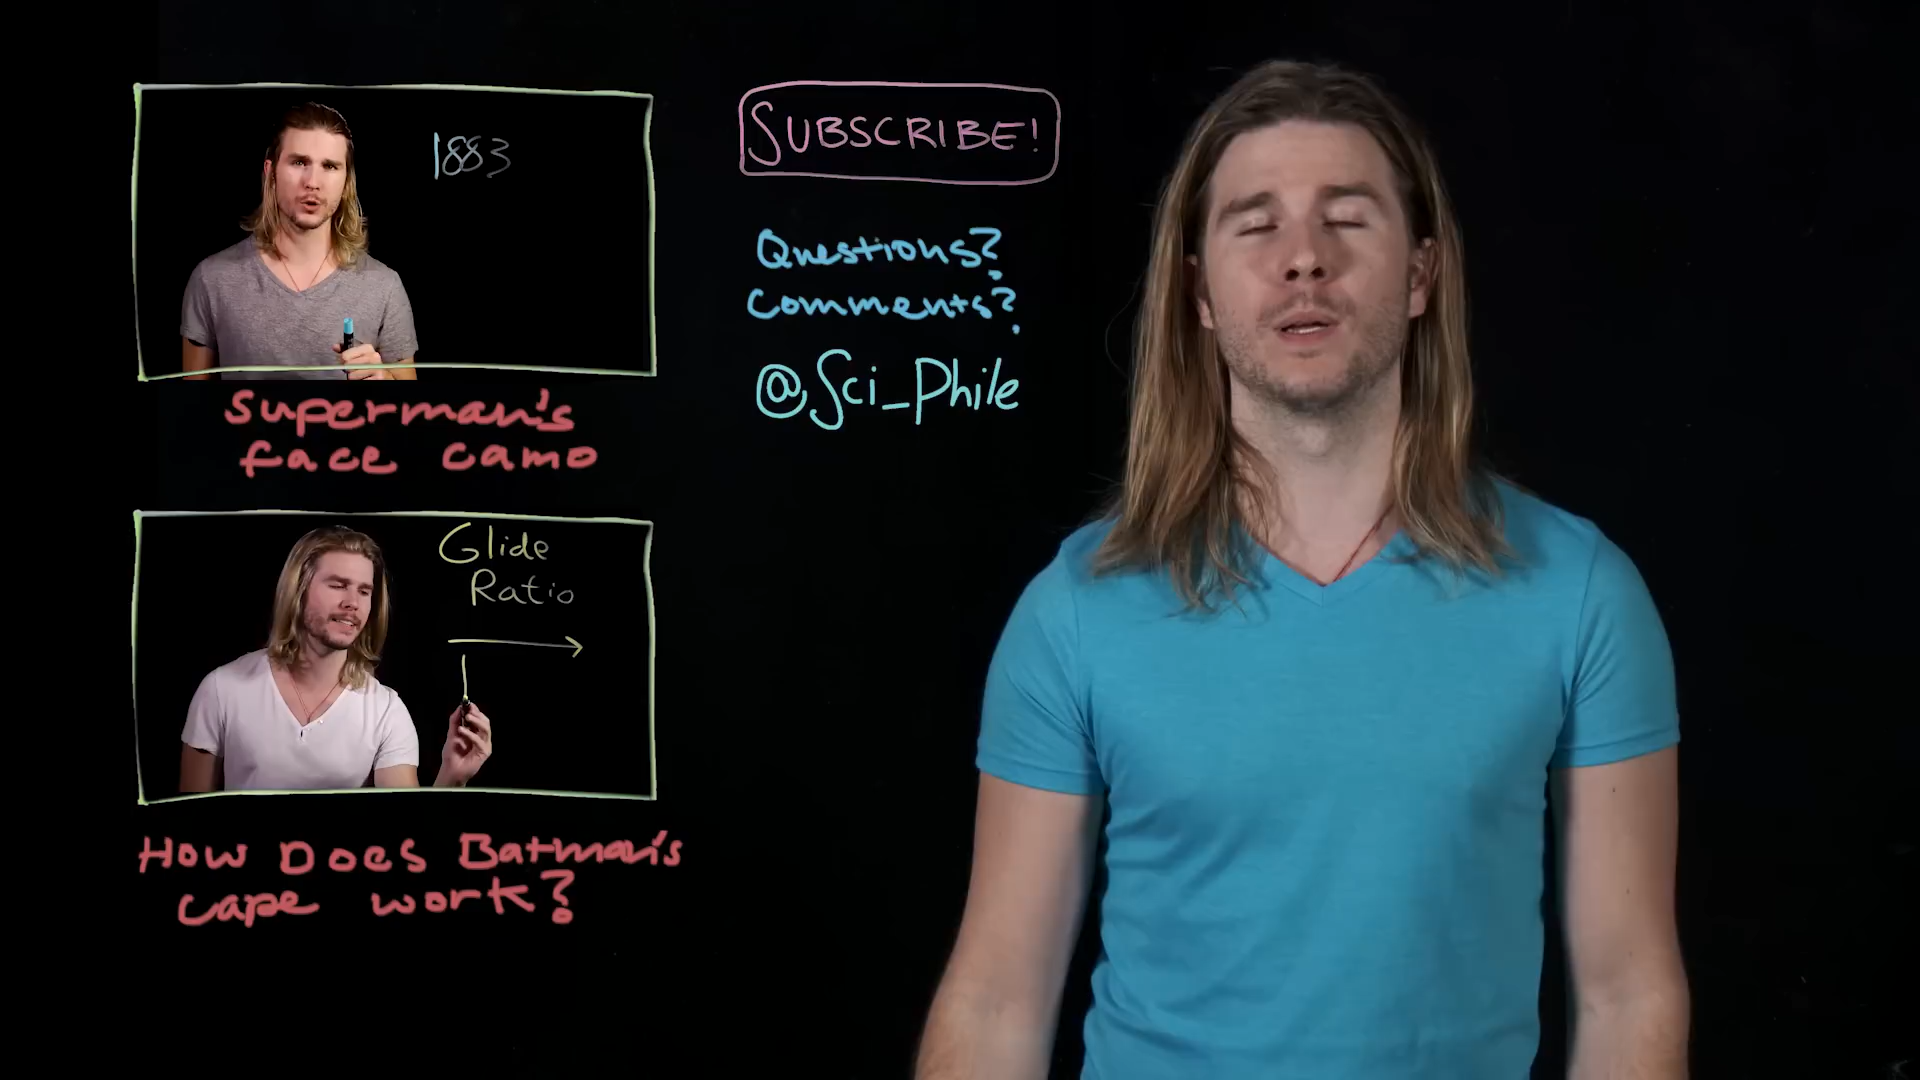 1883
Superman's
face camo
Glide
Ratio
How Does Batman's
cape work?
SUBSCRIBE!
Questions?
Comments?
@Sci_Phile